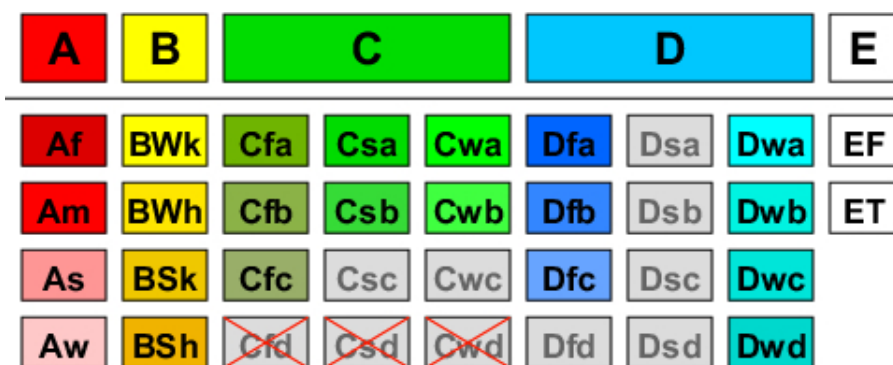 A B C D E
Af BWk Cfa Csa Cwa Dfa Dsa Dwa EF
Am BWh Cfb Csb Cwb Dfb Dsb Dwb ET
As BSk Cfc Csc Cwc Dfc Dsc Dwc
Aw BSh Cfd Csd Cwd Dfd Dsd Dwd